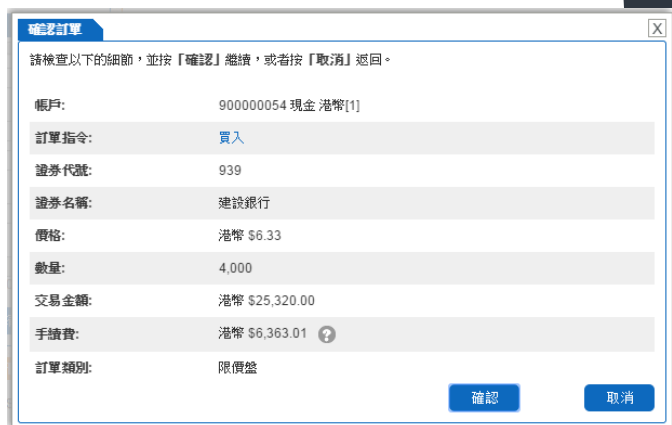 確認訂單
X
請檢查以下的細節，並按「確認」繼續，或者按「取消」返回。
帳戶: 900000054 現金 港幣[1]
訂單指令: 買入
證券代號: 939
證券名稱: 建設銀行
價格: 港幣 $6.33
數量: 4,000
交易金額: 港幣 $25,320.00
手續費: 港幣 $6,363.01 ?
訂單類別: 限價盤
確認 取消